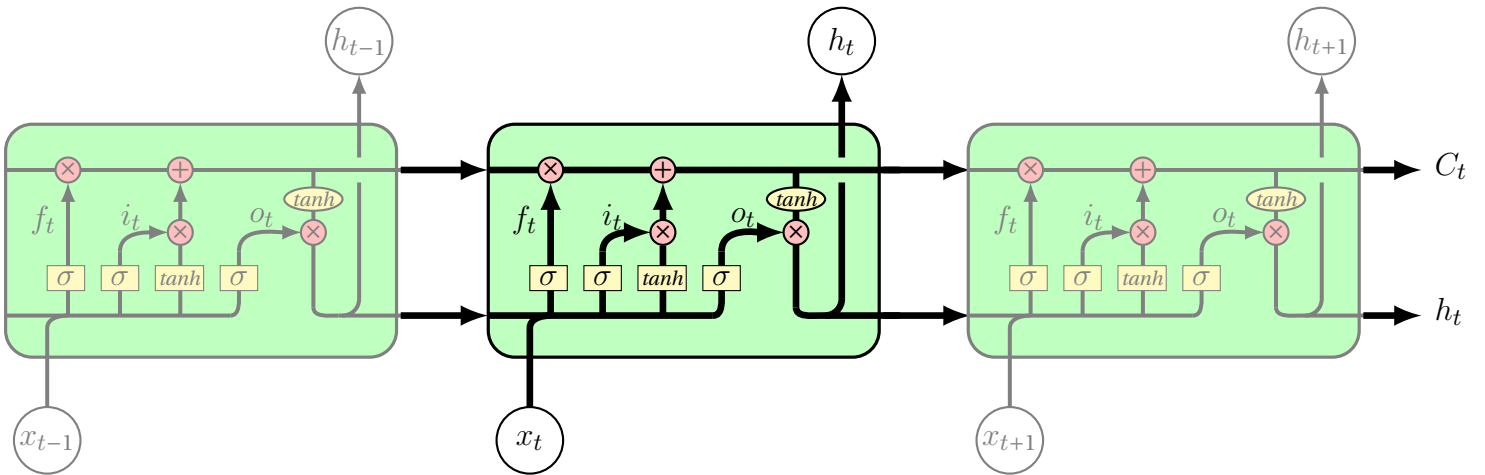 h_{t−1} h_t h_{t+1}
× + × + × + C_t
tanh tanh tanh
f_t i_t × o_t × f_t i_t × o_t × f_t i_t × o_t ×
σ σ tanh σ σ σ tanh σ σ σ tanh σ
h_t
x_{t−1} x_t x_{t+1}